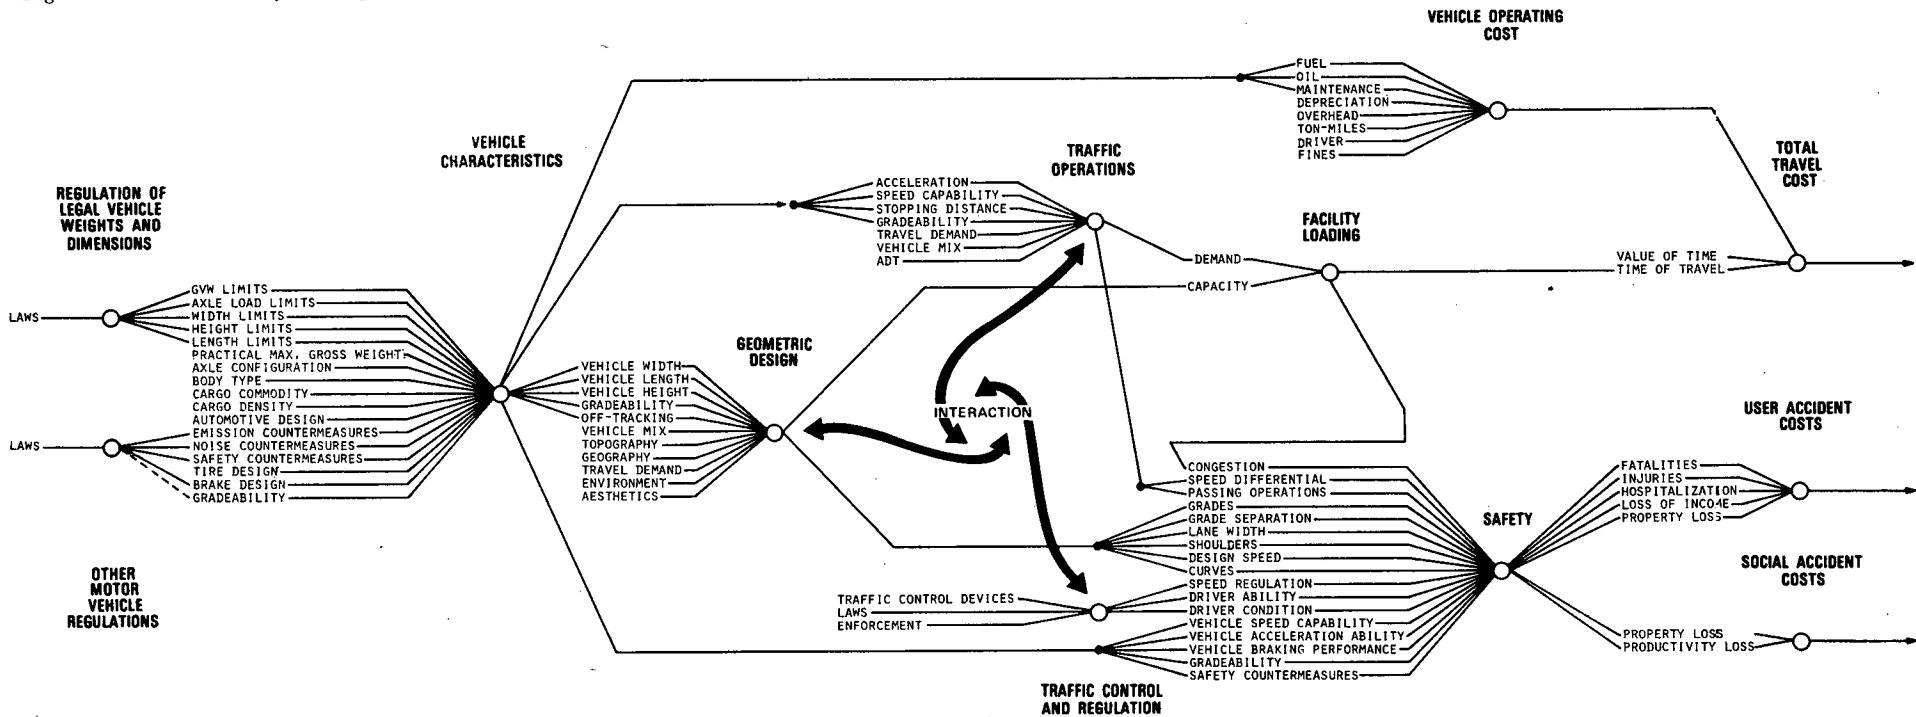 VEHICLE OPERATING
COST
FUEL
OIL
MAINTENANCE
DEPRECIATION
OVERHEAD
TON-MILES
DRIVER
FINES
TOTAL
TRAVEL
COST
VEHICLE
CHARACTERISTICS
TRAFFIC
OPERATIONS
ACCELERATION
SPEED CAPABILITY
STOPPING DISTANCE
GRADEABILITY
TRAVEL DEMAND
VEHICLE MIX
ADT
REGULATION OF
LEGAL VEHICLE
WEIGHTS AND
DIMENSIONS
FACILITY
LOADING
DEMAND
CAPACITY
VALUE OF TIME
TIME OF TRAVEL
LAWS
GVW LIMITS
AXLE LOAD LIMITS
WIDTH LIMITS
HEIGHT LIMITS
LENGTH LIMITS
PRACTICAL MAX. GROSS WEIGHT
AXLE CONFIGURATION
BODY TYPE
CARGO COMMODITY
CARGO DENSITY
AUTOMOTIVE DESIGN
EMISSION COUNTERMEASURES
NOISE COUNTERMEASURES
SAFETY COUNTERMEASURES
TIRE DESIGN
BRAKE DESIGN
GRADEABILITY
LAWS
OTHER
MOTOR
VEHICLE
REGULATIONS
GEOMETRIC
DESIGN
VEHICLE WIDTH
VEHICLE LENGTH
VEHICLE HEIGHT
GRADEABILITY
OFF-TRACKING
VEHICLE MIX
TOPOGRAPHY
GEOGRAPHY
TRAVEL DEMAND
ENVIRONMENT
AESTHETICS
INTERACTION
TRAFFIC CONTROL DEVICES
LAWS
ENFORCEMENT
CONGESTION
SPEED DIFFERENTIAL
PASSING OPERATIONS
GRADES
GRADE SEPARATION
LANE WIDTH
SHOULDERS
DESIGN SPEED
CURVES
SPEED REGULATION
DRIVER ABILITY
DRIVER CONDITION
VEHICLE SPEED CAPABILITY
VEHICLE ACCELERATION ABILITY
VEHICLE BRAKING PERFORMANCE
GRADEABILITY
SAFETY COUNTERMEASURES
TRAFFIC CONTROL
AND REGULATION
SAFETY
USER ACCIDENT
COSTS
FATALITIES
INJURIES
HOSPITALIZATION
LOSS OF INCOME
PROPERTY LOSS
SOCIAL ACCIDENT
COSTS
PROPERTY LOSS
PRODUCTIVITY LOSS